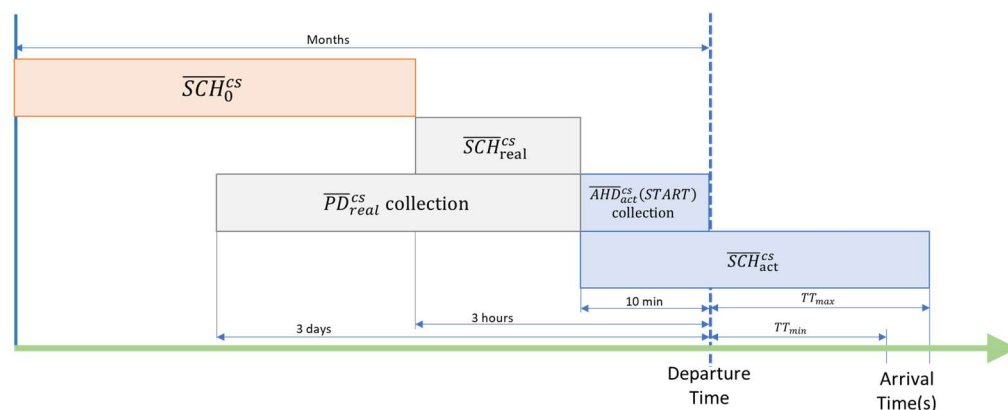 Months
$\overline{SCH}_0^{cs}$
$\overline{SCH}_{\text{real}}^{cs}$
$\overline{PD}_{real}^{cs}$ collection
$\overline{AHD}_{act}^{cs}(START)$
collection
$\overline{SCH}_{\text{act}}^{cs}$
10 min
$TT_{max}$
3 hours
3 days
$TT_{min}$
Departure
Time
Arrival
Time(s)